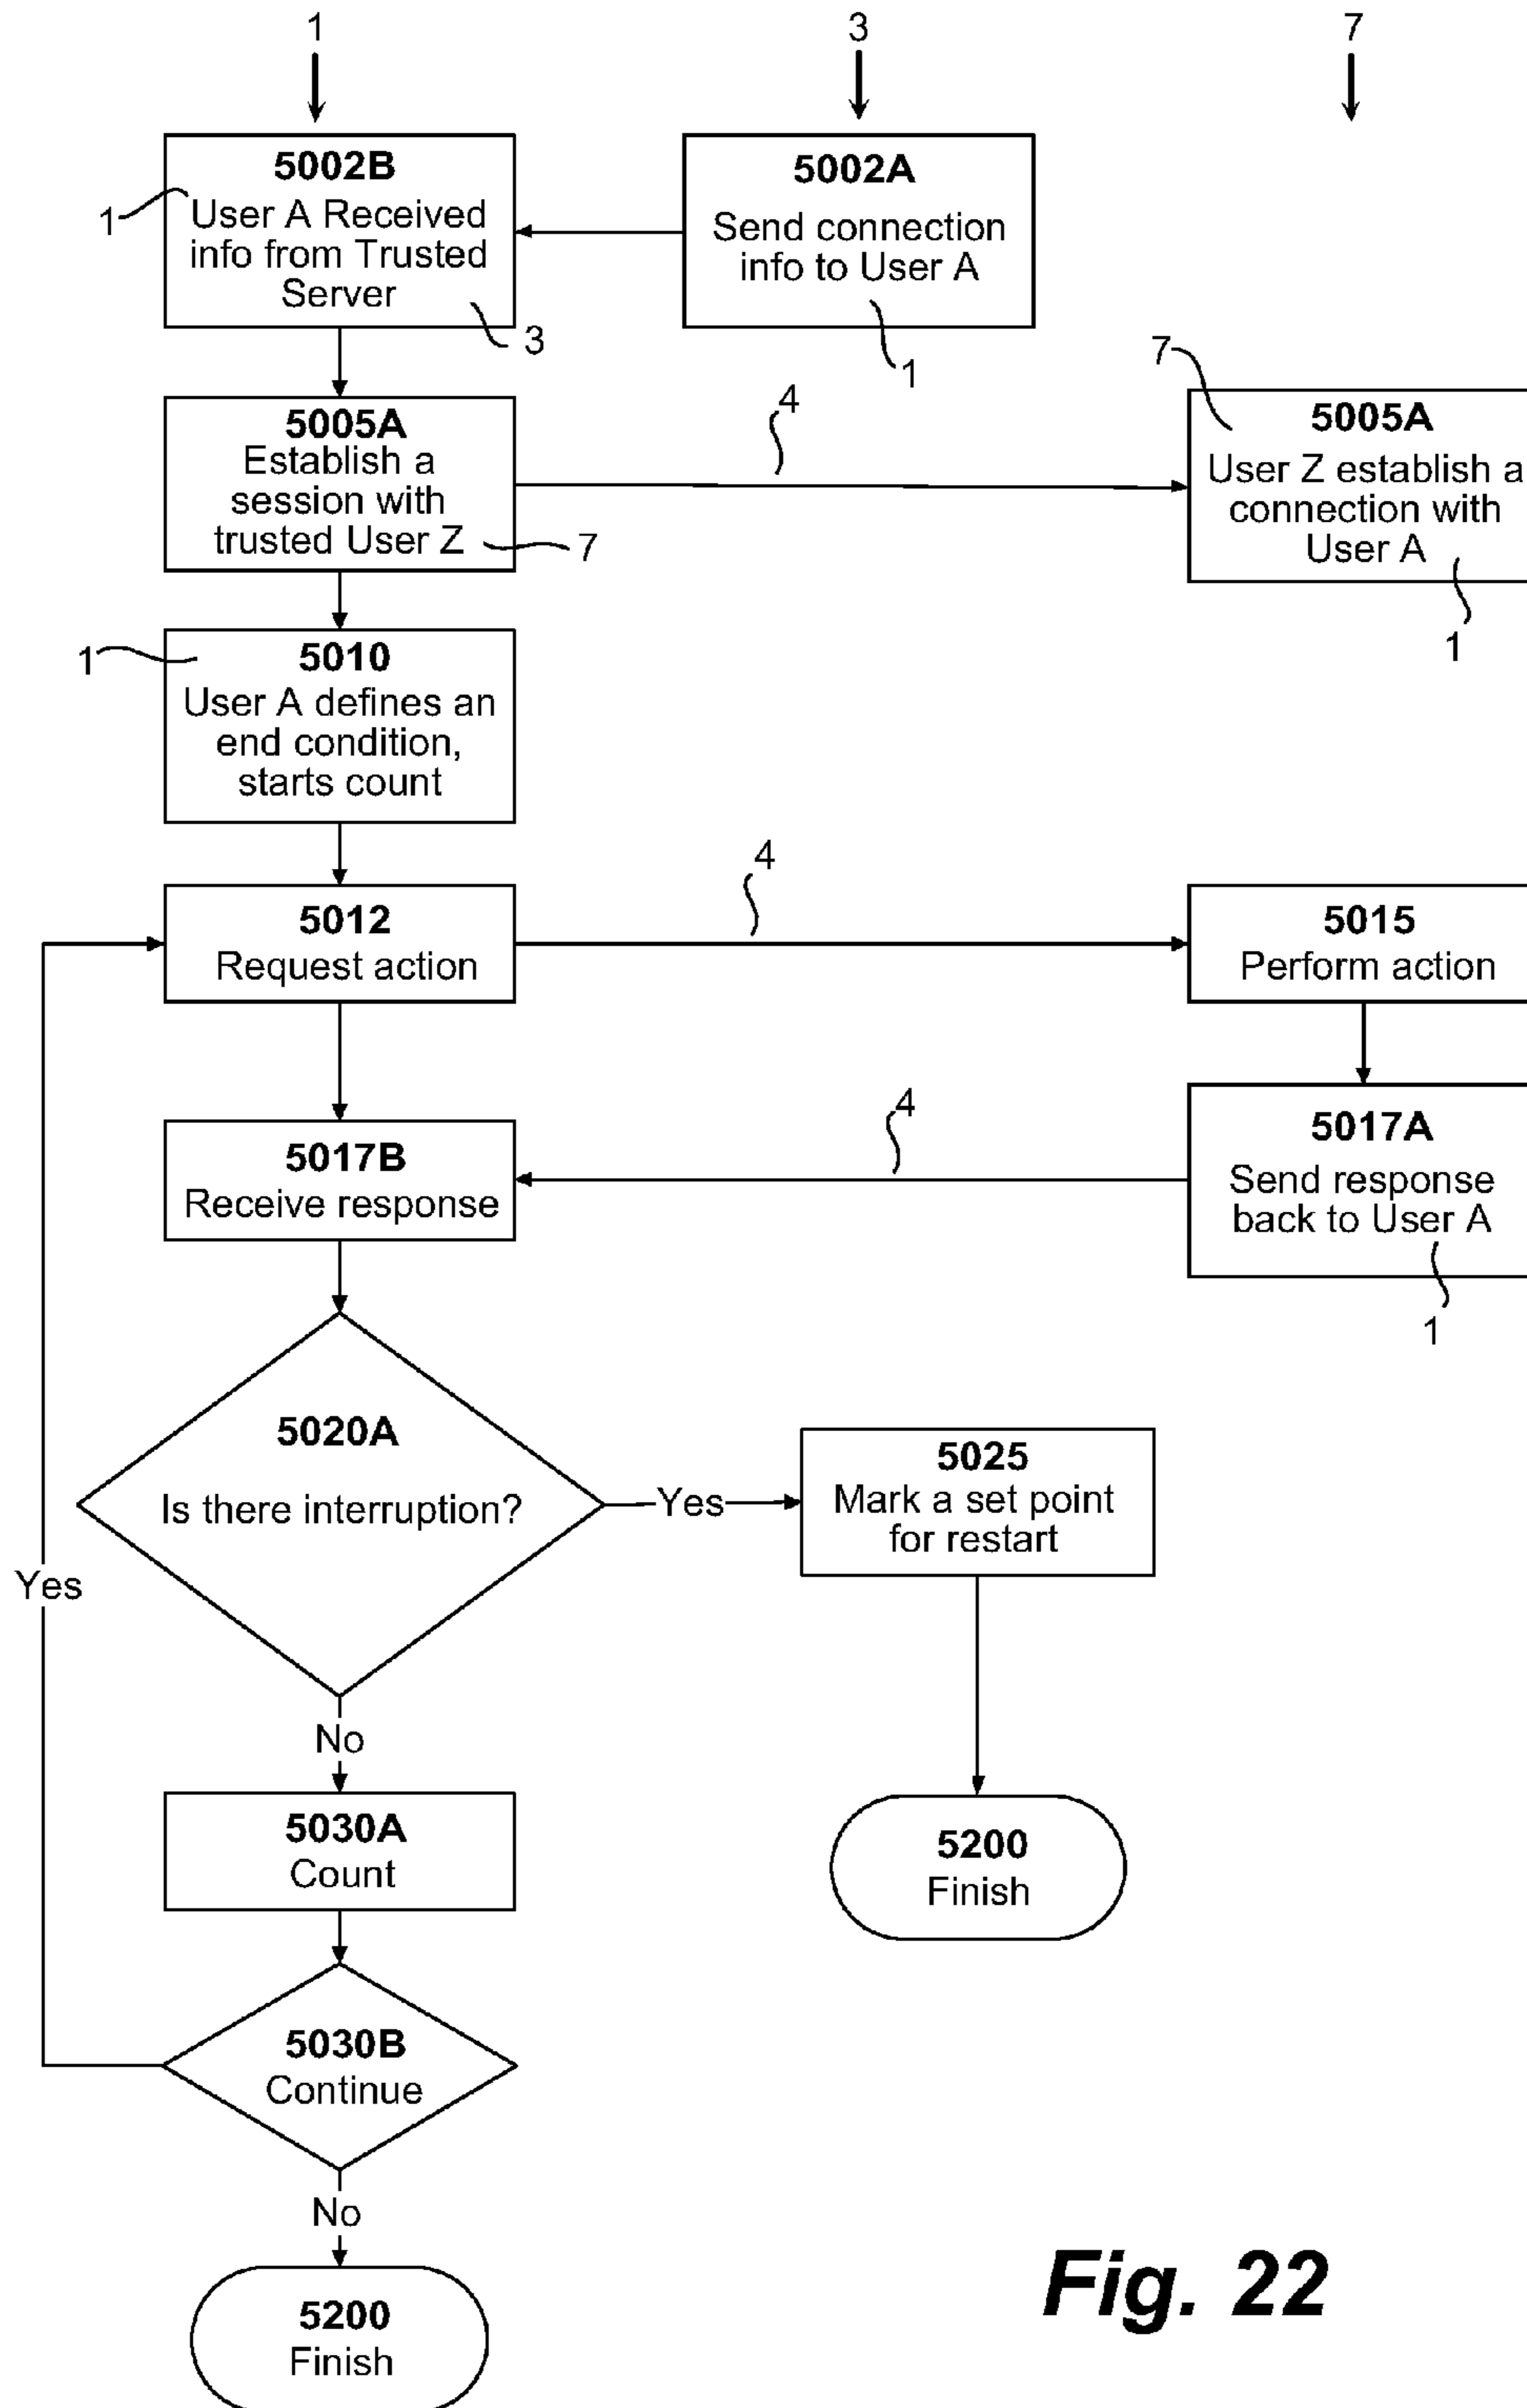 1
3
7
5002B
1
User A Received
info from Trusted
Server
3
5002A
Send connection
info to User A
1
5005A
Establish a
session with
trusted User Z
7
4
7
5005A
User Z establish a
connection with
User A
1
1
5010
User A defines an
end condition,
starts count
5012
Request action
4
5015
Perform action
5017B
Receive response
4
5017A
Send response
back to User A
1
5020A
Is there interruption?
Yes
5025
Mark a set point
for restart
Yes
No
5030A
Count
5200
Finish
5030B
Continue
No
5200
Finish
Fig. 22